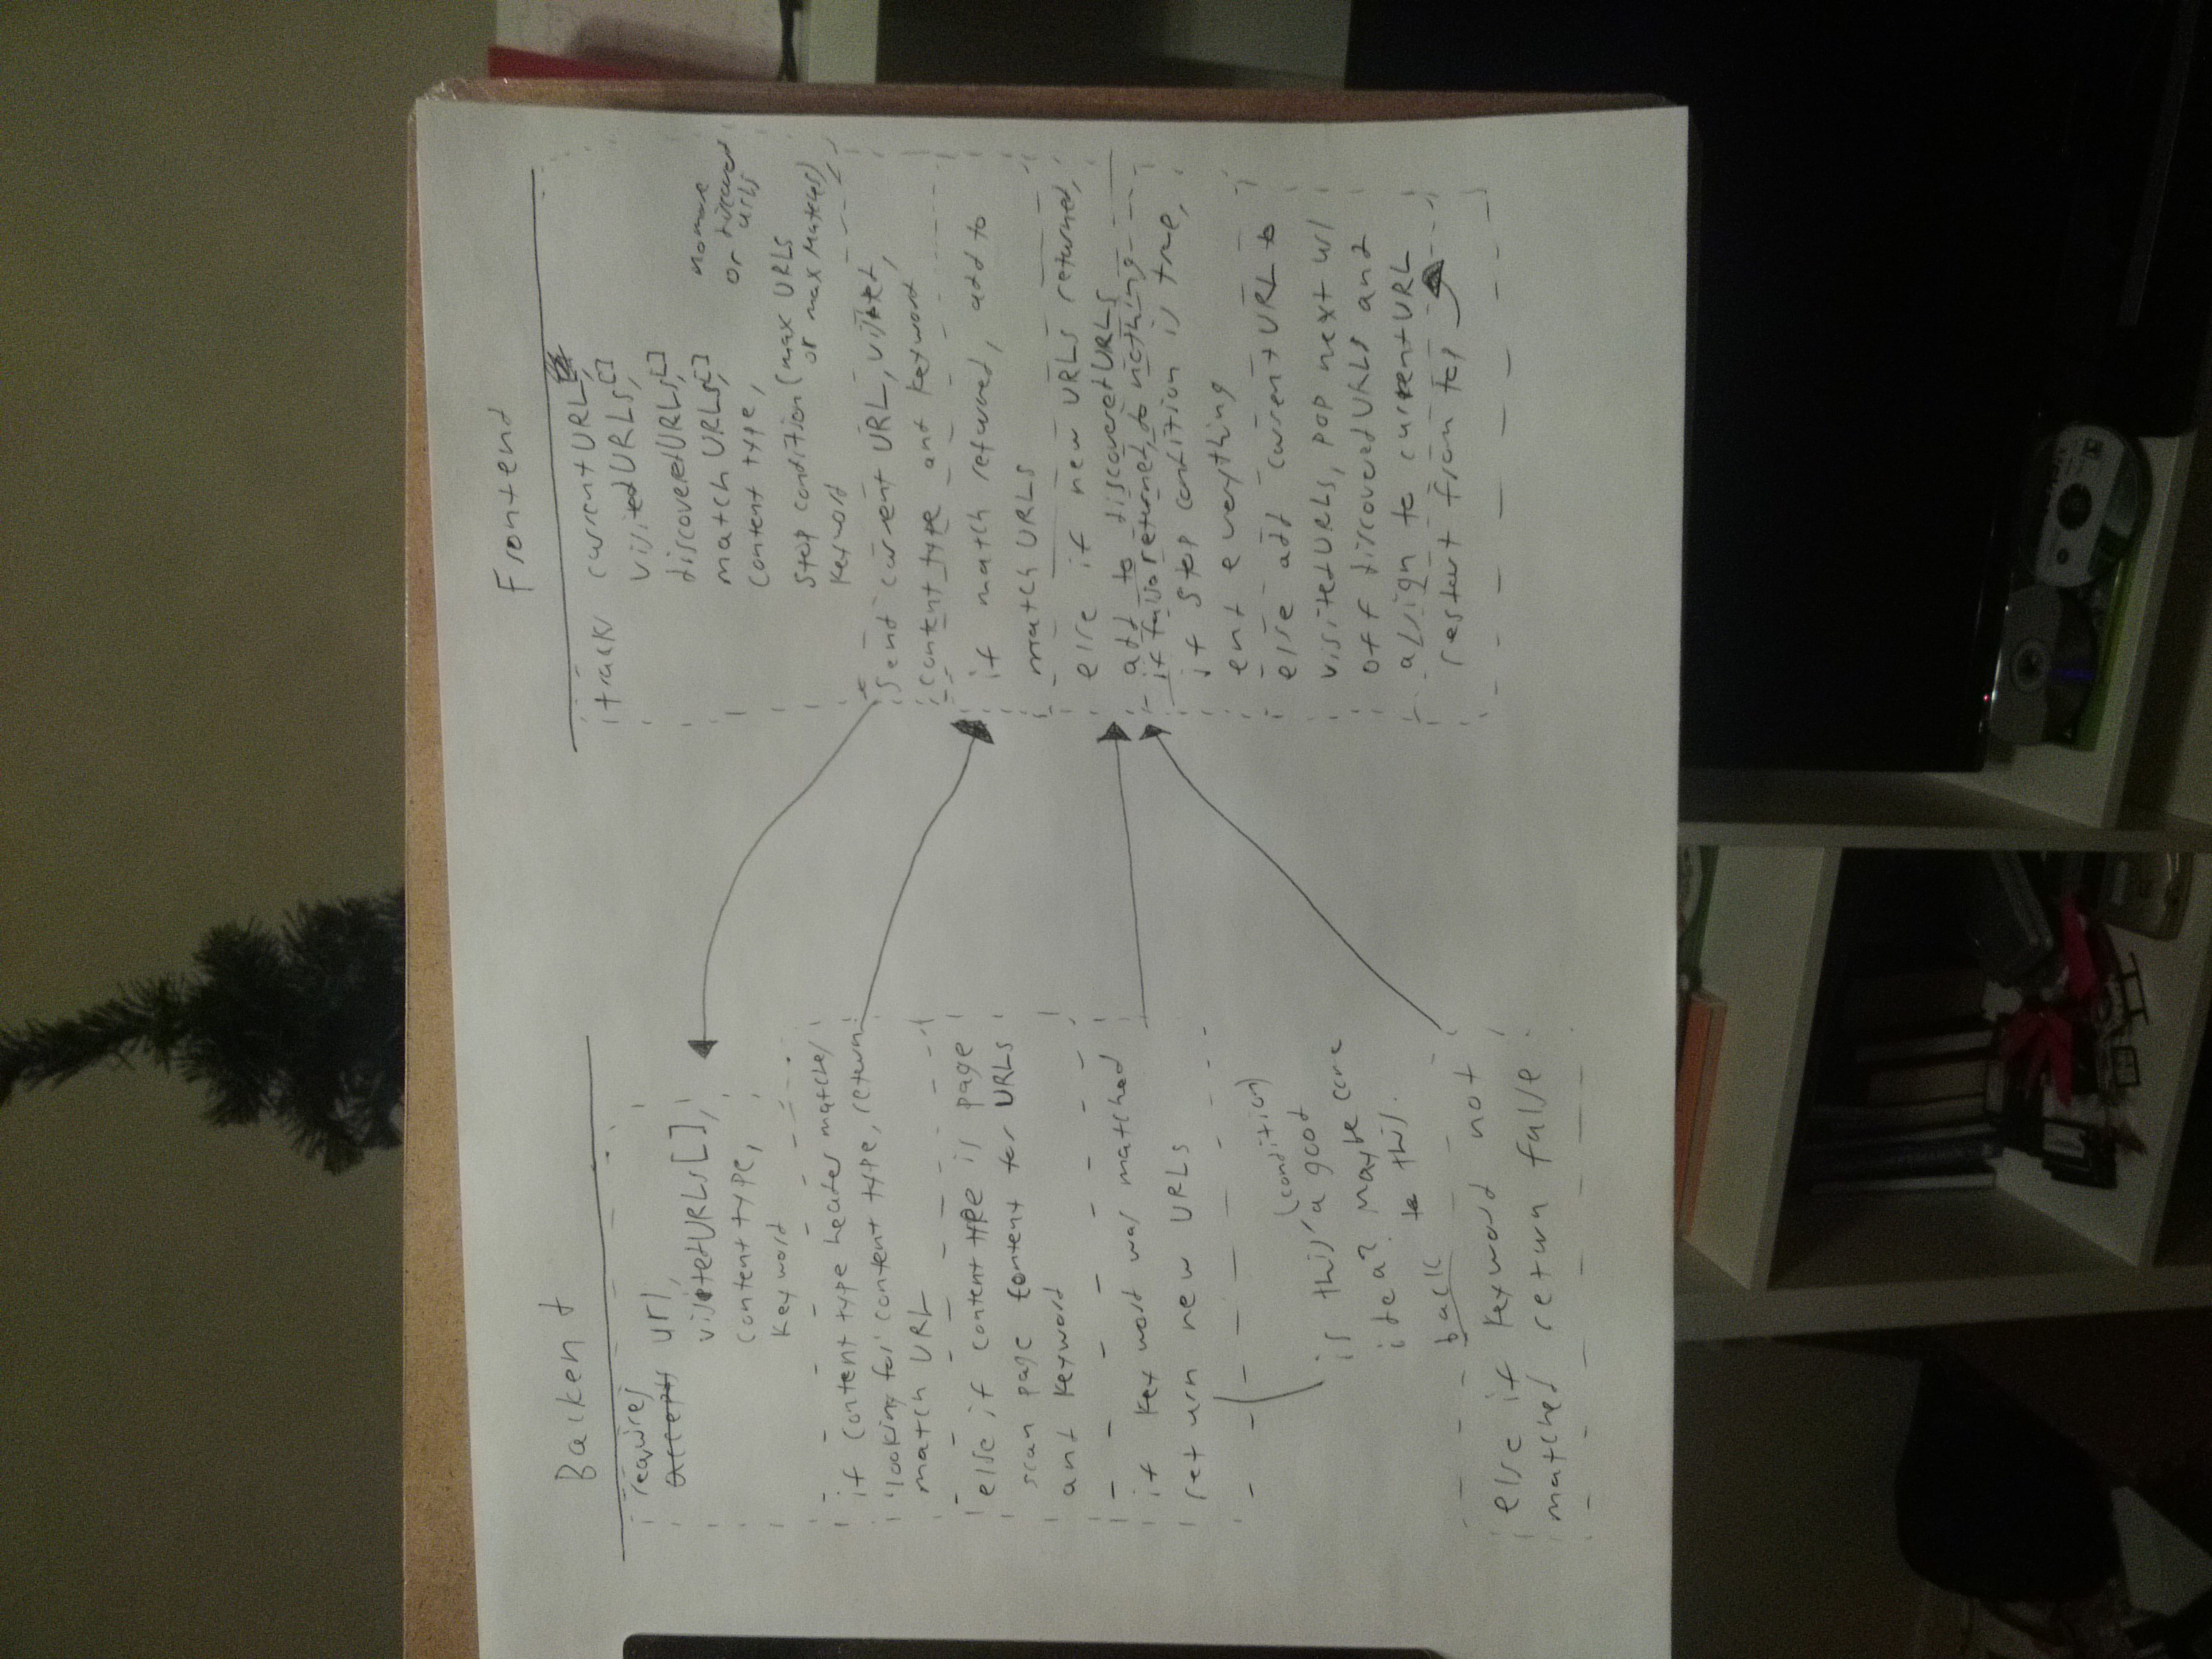 Backend
requires
accepts url,
visitedURLs[],
content type,
keyword
if content type header matches
'looking for' content type, return
match URL
else if content type is page
scan page content for URLs
and keyword
if keyword was matched
return new URLs
is this (condition) a good
idea? Maybe come
back to this.
else if keyword not
matched return false
Frontend
tracks currentURL,
visitedURLs[],
discoveredURLs[],
match URLs[],
content type,
stop condition (max URLs
or max matches),
no more
or discovered
urls
keyword
send current URL, visited,
content type and keyword
if match returned, add to
match URLs
else if new URLs returned,
add to discoveredURLs
if false returned, do nothing
if stop condition is true,
end everything
else add currentURL to
visitedURLs, pop next url
off discoveredURLs and
assign to currentURL
restart from top